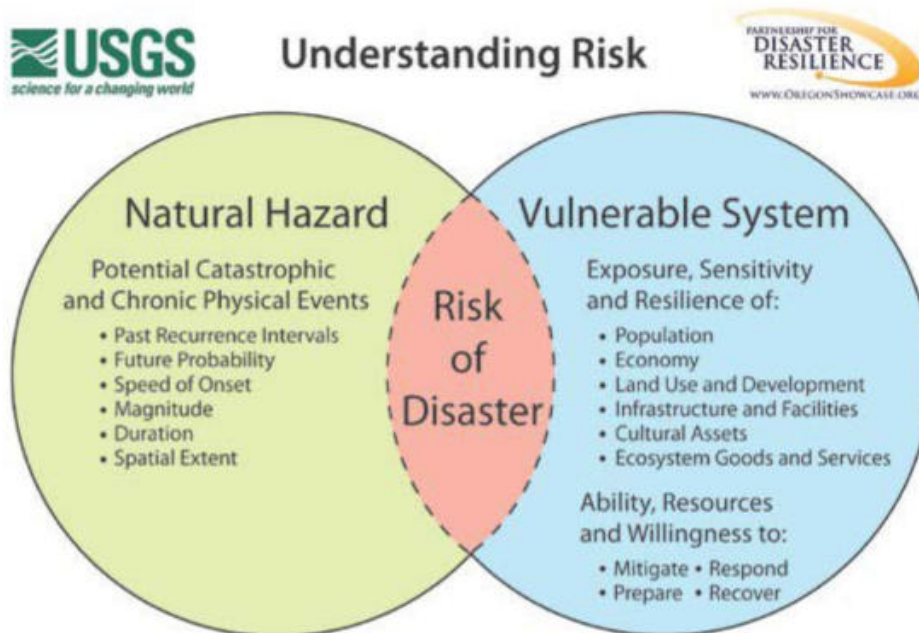 USGS
science for a changing world
Understanding Risk
PARTNERSHIP FOR
DISASTER
RESILIENCE
WWW.OREGONSHOWCASE.ORG
Natural Hazard
Potential Catastrophic
and Chronic Physical Events
• Past Recurrence Intervals
• Future Probability
• Speed of Onset
• Magnitude
• Duration
• Spatial Extent
Risk
of
Disaster
Vulnerable System
Exposure, Sensitivity
and Resilience of:
• Population
• Economy
• Land Use and Development
• Infrastructure and Facilities
• Cultural Assets
• Ecosystem Goods and Services
Ability, Resources
and Willingness to:
• Mitigate • Respond
• Prepare • Recover